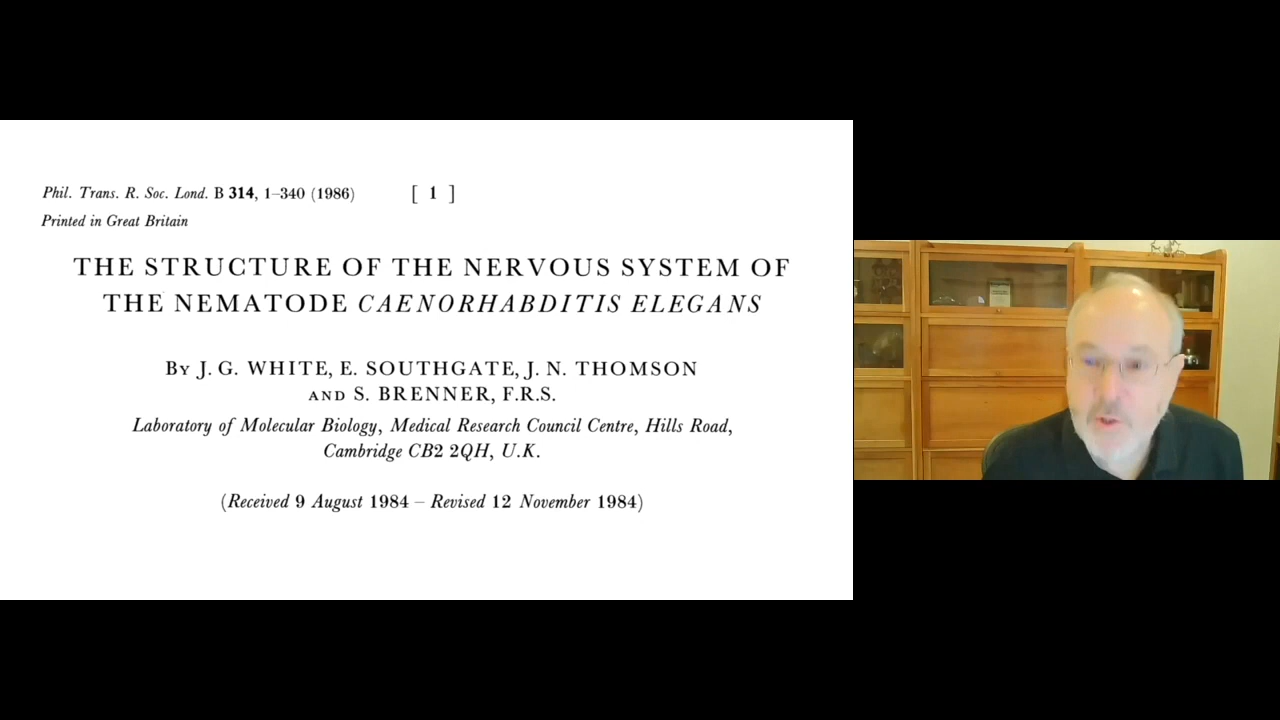 Phil. Trans. R. Soc. Lond. B 314, 1–340 (1986) [ 1 ]
Printed in Great Britain
THE STRUCTURE OF THE NERVOUS SYSTEM OF
THE NEMATODE CAENORHABDITIS ELEGANS
By J. G. WHITE, E. SOUTHGATE, J. N. THOMSON
AND S. BRENNER, F.R.S.
Laboratory of Molecular Biology, Medical Research Council Centre, Hills Road,
Cambridge CB2 2QH, U.K.
(Received 9 August 1984 – Revised 12 November 1984)